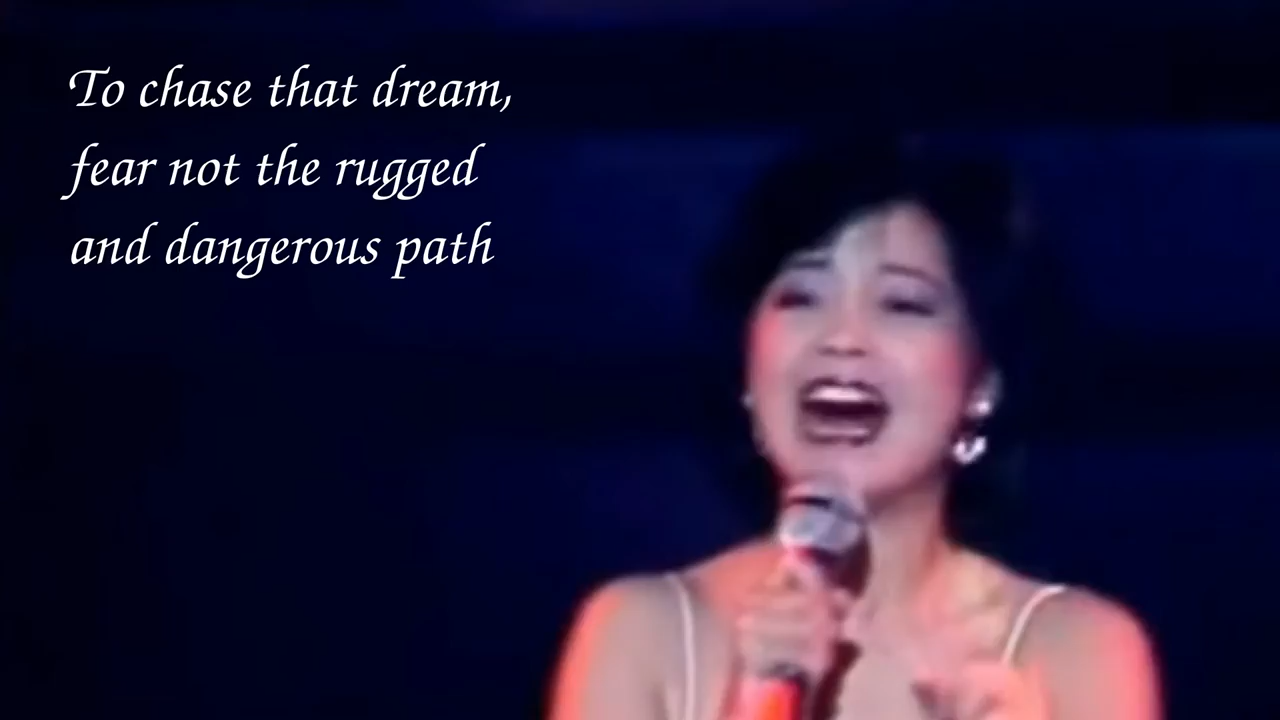 To chase that dream,
fear not the rugged
and dangerous path